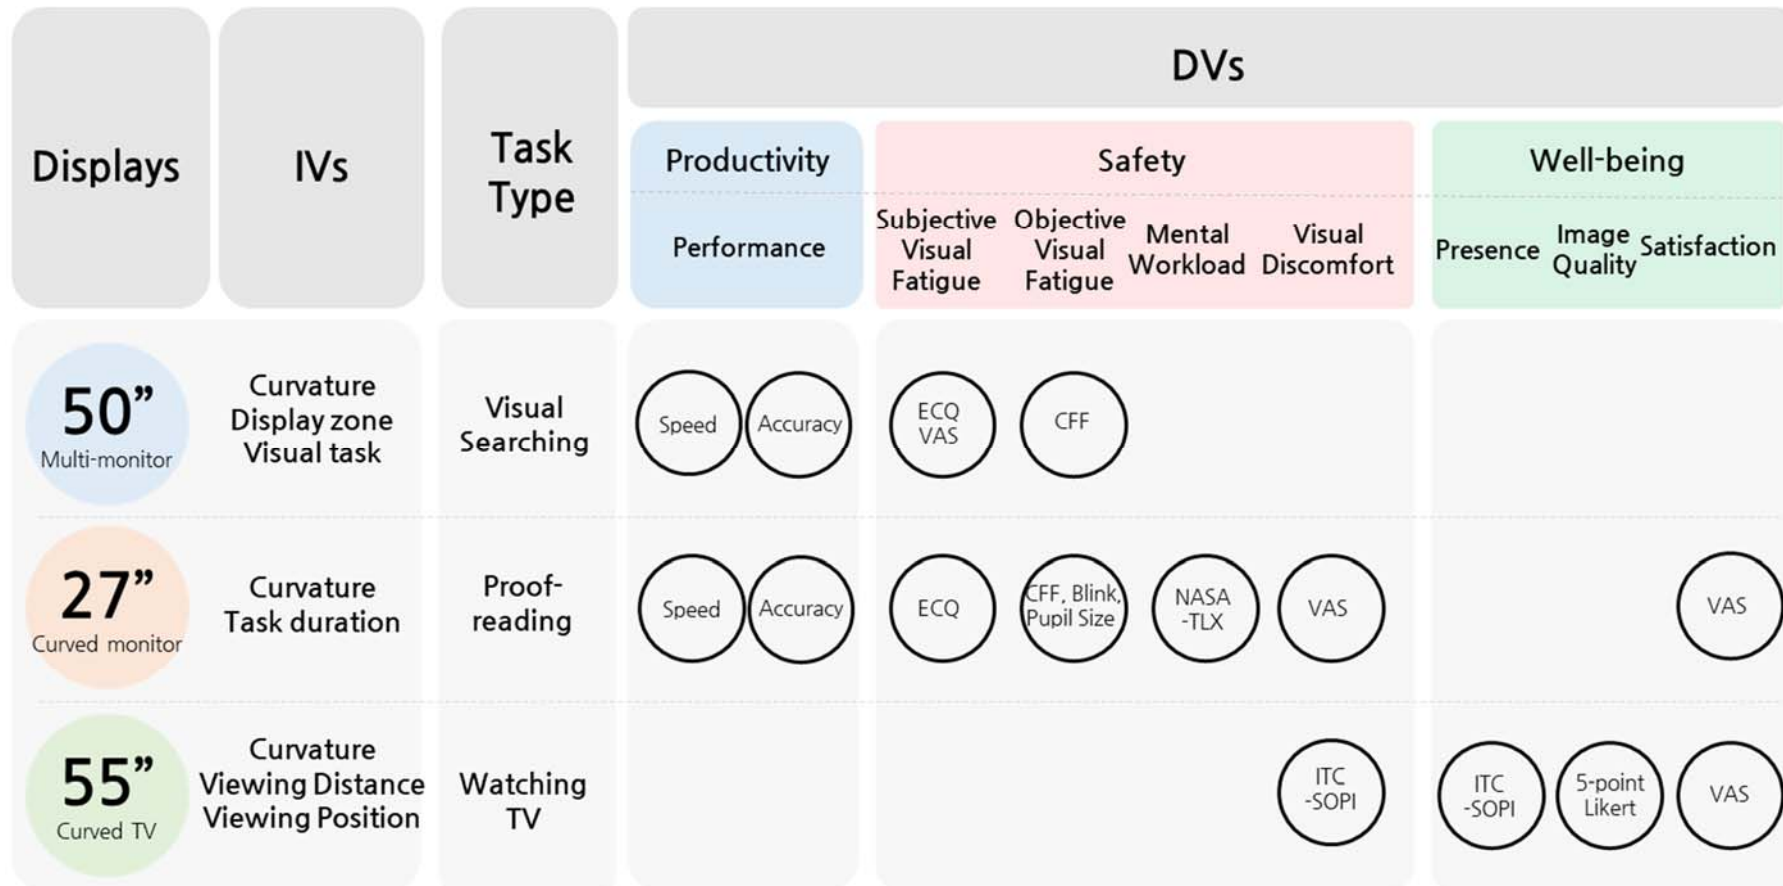 Displays
IVs
Task
Type
DVs
Productivity
Safety
Well-being
Performance
Subjective
Visual
Fatigue
Objective
Visual
Fatigue
Mental
Workload
Visual
Discomfort
Presence
Image
Quality
Satisfaction
50”
Multi-monitor
Curvature
Display zone
Visual task
Visual
Searching
Speed
Accuracy
ECQ
VAS
CFF
27”
Curved monitor
Curvature
Task duration
Proof-
reading
Speed
Accuracy
ECQ
CFF, Blink,
Pupil Size
NASA
-TLX
VAS
VAS
55”
Curved TV
Curvature
Viewing Distance
Viewing Position
Watching
TV
ITC
-SOPI
ITC
-SOPI
5-point
Likert
VAS